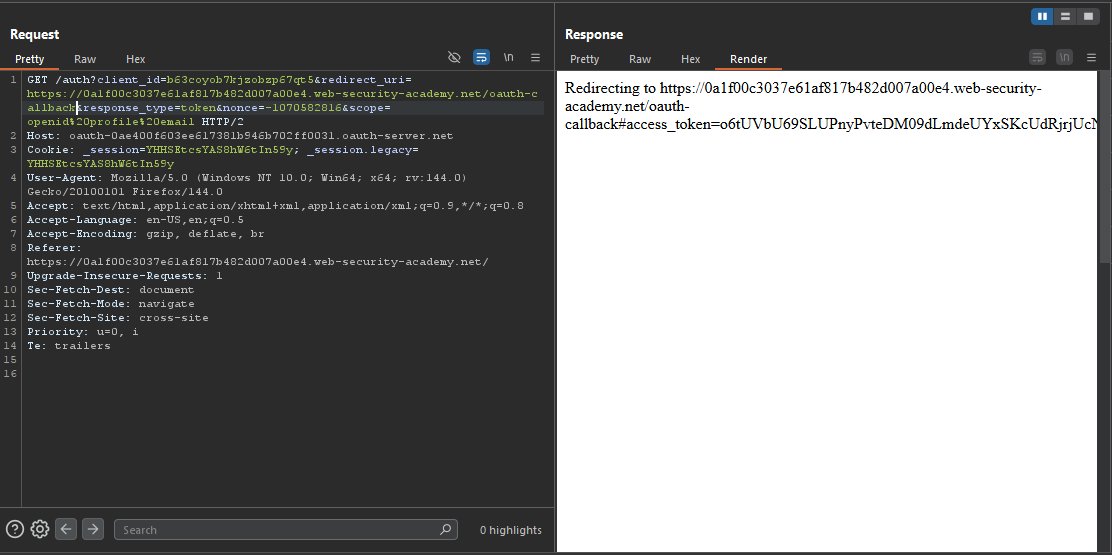 Request
Pretty Raw Hex
\n
1 GET /auth?client_id=b63coyob7kjzobzp67qt5&redirect_uri=
https://0a1f00c3037e61af817b482d007a00e4.web-security-academy.net/oauth-c
allback&response_type=token&nonce=-1070582816&scope=
openid%20profile%20email HTTP/2
2 Host: oauth-0ae400f603ee617381b946b702ff0031.oauth-server.net
3 Cookie: _session=YHHSEtcsYAS8hW6tIn59y; _session.legacy=
YHHSEtcsYAS8hW6tIn59y
4 User-Agent: Mozilla/5.0 (Windows NT 10.0; Win64; x64; rv:144.0)
Gecko/20100101 Firefox/144.0
5 Accept: text/html,application/xhtml+xml,application/xml;q=0.9,*/*;q=0.8
6 Accept-Language: en-US,en;q=0.5
7 Accept-Encoding: gzip, deflate, br
8 Referer:
https://0a1f00c3037e61af817b482d007a00e4.web-security-academy.net/
9 Upgrade-Insecure-Requests: 1
10 Sec-Fetch-Dest: document
11 Sec-Fetch-Mode: navigate
12 Sec-Fetch-Site: cross-site
13 Priority: u=0, i
14 Te: trailers
15
16
Search
0 highlights
Response
Pretty Raw Hex Render
\n
Redirecting to https://0a1f00c3037e61af817b482d007a00e4.web-security-
academy.net/oauth-
callback#access_token=o6tUVbU69SLUPnyPvteDM09dLmdeUYxSKcUdRjrjUcN